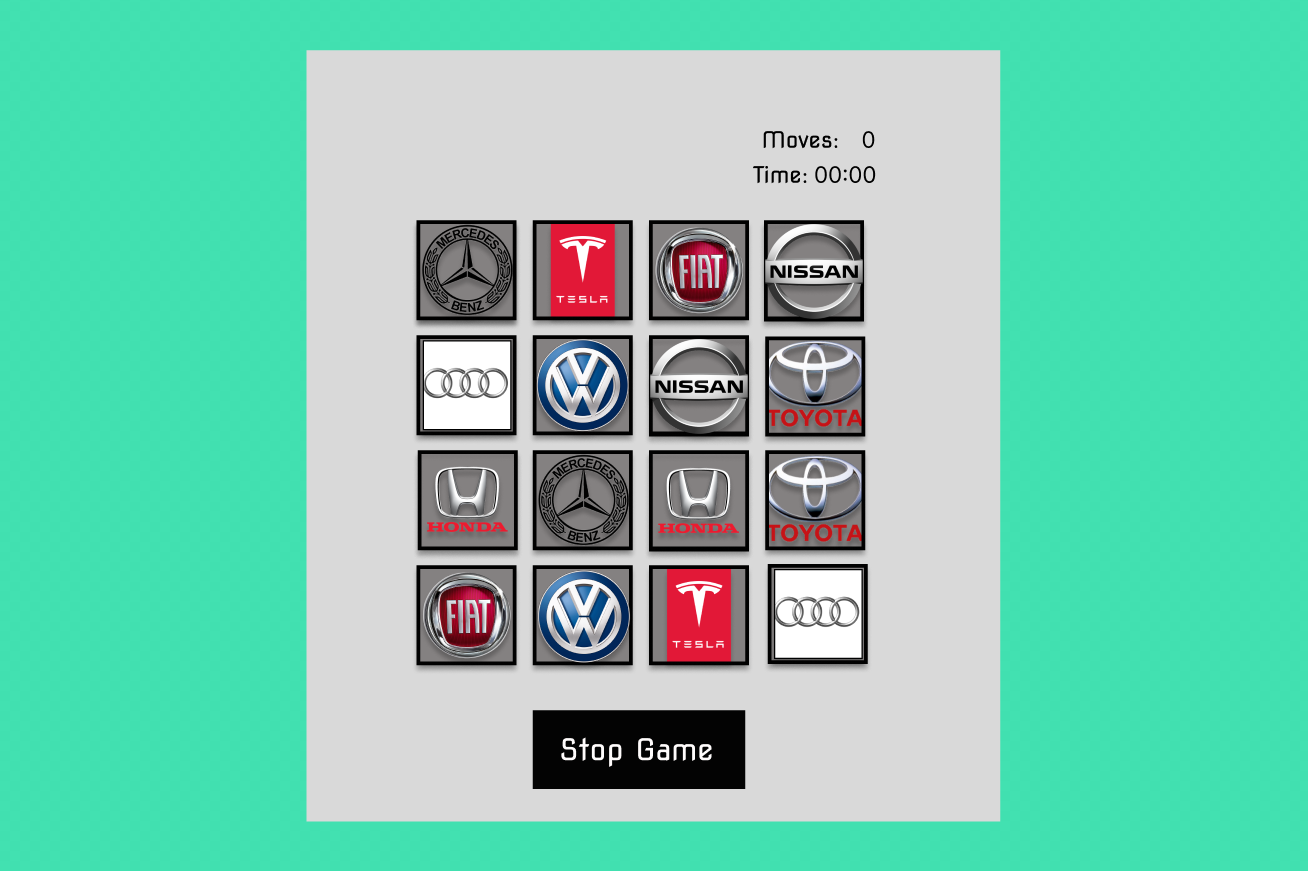 Moves: 0
Time: 00:00
MERCEDES BENZ
TESLA
FIAT
NISSAN
NISSAN
TOYOTA
HONDA
MERCEDES BENZ
HONDA
TOYOTA
FIAT
TESLA
Stop Game